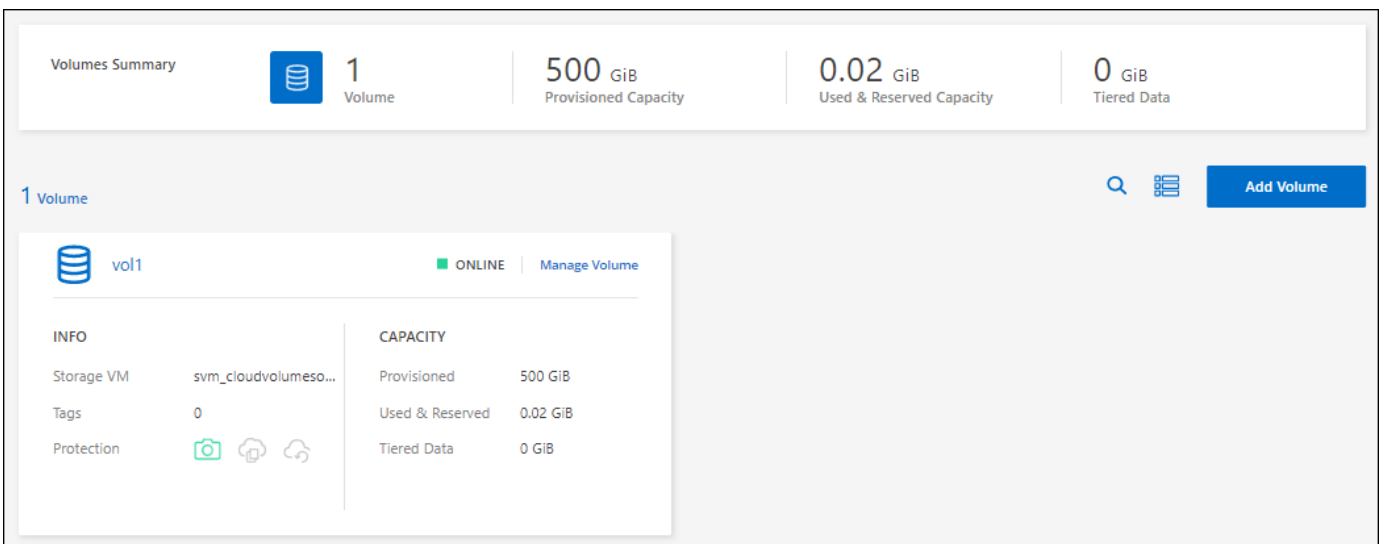 Volumes Summary
1
Volume
500 GiB
Provisioned Capacity
0.02 GiB
Used & Reserved Capacity
0 GiB
Tiered Data
1 Volume
Add Volume
vol1
ONLINE
Manage Volume
INFO
Storage VM svm_cloudvolumeso...
Tags 0
Protection
CAPACITY
Provisioned 500 GiB
Used & Reserved 0.02 GiB
Tiered Data 0 GiB